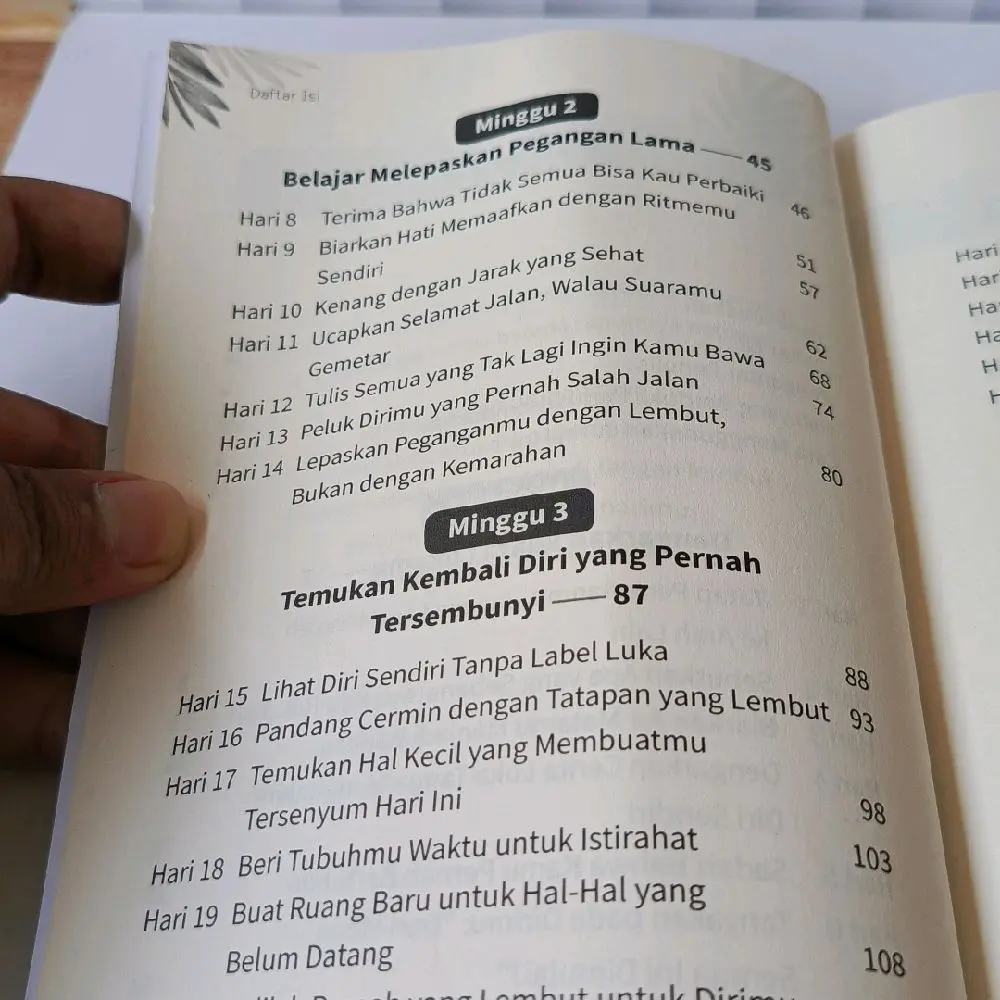 Daftar Isi
Minggu 2
Belajar Melepaskan Pegangan Lama — 45
Hari 8 Terima Bahwa Tidak Semua Bisa Kau Perbaiki 46
Hari 9 Biarkan Hati Memaafkan dengan Ritmemu
Sendiri 51
Hari 10 Kenang dengan Jarak yang Sehat 57
Hari 11 Ucapkan Selamat Jalan, Walau Suaramu
Gemetar 62
Hari 12 Tulis Semua yang Tak Lagi Ingin Kamu Bawa 68
Hari 13 Peluk Dirimu yang Pernah Salah Jalan 74
Hari 14 Lepaskan Peganganmu dengan Lembut,
Bukan dengan Kemarahan 80
Minggu 3
Temukan Kembali Diri yang Pernah
Tersembunyi — 87
Hari 15 Lihat Diri Sendiri Tanpa Label Luka 88
Hari 16 Pandang Cermin dengan Tatapan yang Lembut 93
Hari 17 Temukan Hal Kecil yang Membuatmu
Tersenyum Hari Ini 98
Hari 18 Beri Tubuhmu Waktu untuk Istirahat 103
Hari 19 Buat Ruang Baru untuk Hal-Hal yang
Belum Datang 108
yang Lembut untuk
Hari